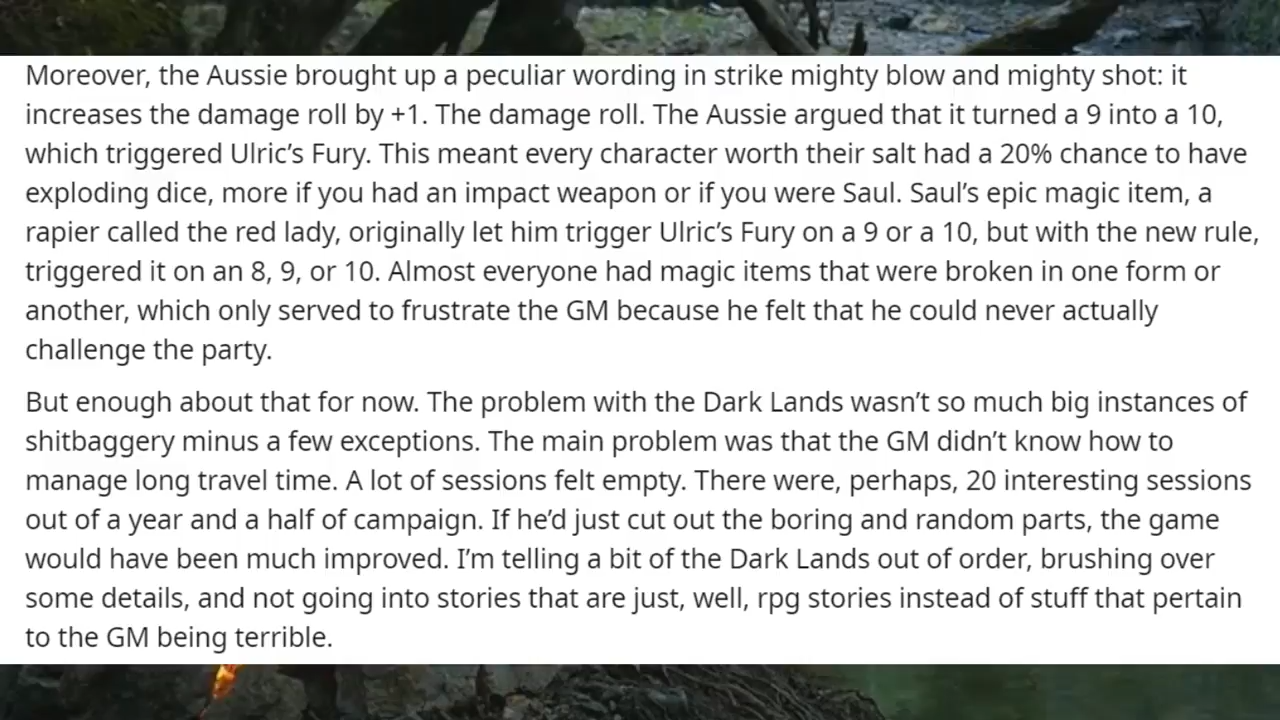 Moreover, the Aussie brought up a peculiar wording in strike mighty blow and mighty shot: it
increases the damage roll by +1. The damage roll. The Aussie argued that it turned a 9 into a 10,
which triggered Ulric’s Fury. This meant every character worth their salt had a 20% chance to have
exploding dice, more if you had an impact weapon or if you were Saul. Saul’s epic magic item, a
rapier called the red lady, originally let him trigger Ulric’s Fury on a 9 or a 10, but with the new rule,
triggered it on an 8, 9, or 10. Almost everyone had magic items that were broken in one form or
another, which only served to frustrate the GM because he felt that he could never actually
challenge the party.
But enough about that for now. The problem with the Dark Lands wasn’t so much big instances of
shitbaggery minus a few exceptions. The main problem was that the GM didn’t know how to
manage long travel time. A lot of sessions felt empty. There were, perhaps, 20 interesting sessions
out of a year and a half of campaign. If he’d just cut out the boring and random parts, the game
would have been much improved. I’m telling a bit of the Dark Lands out of order, brushing over
some details, and not going into stories that are just, well, rpg stories instead of stuff that pertain
to the GM being terrible.